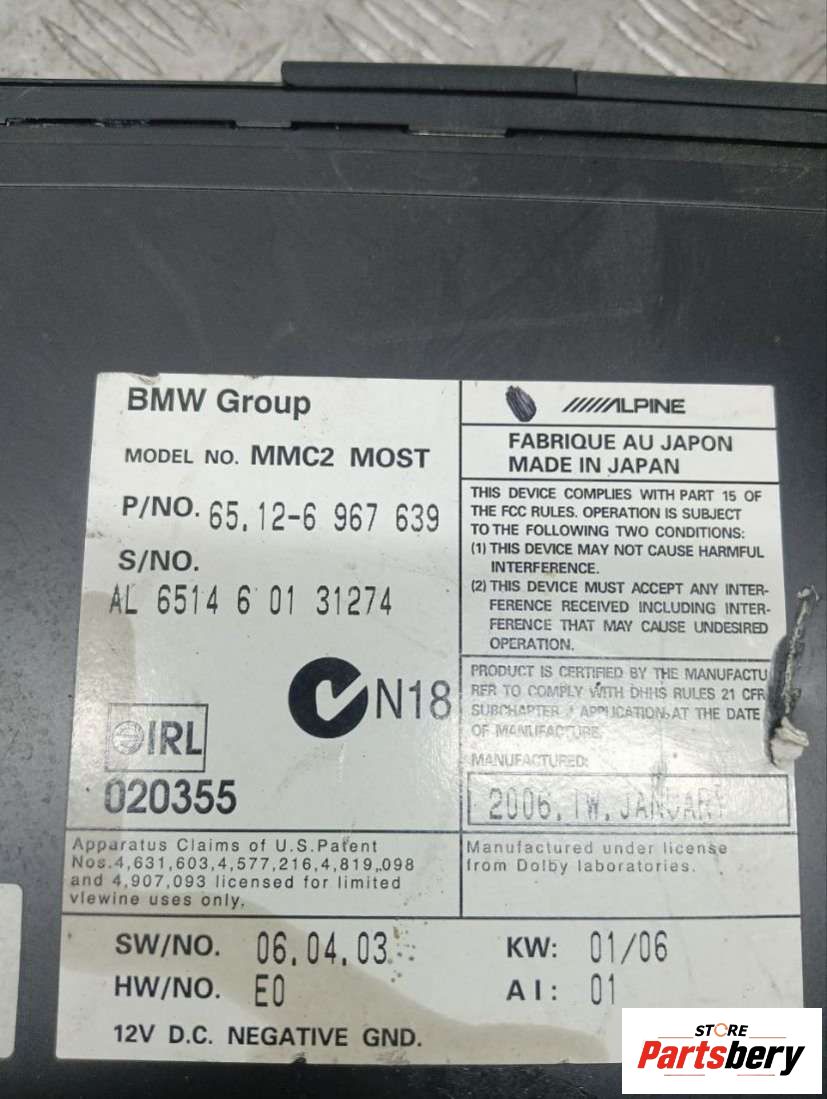 BMW Group
MODEL NO. MMC2 MOST
P/NO. 65.12-6 967 639
S/NO.
AL 6514 6 01 31274
N18
IRL
020355
Apparatus Claims of U.S.Patent
Nos.4,631,603,4,577,216,4,819,098
and 4,907,093 licensed for limited
vlewine uses only.
ALPINE
FABRIQUE AU JAPON
MADE IN JAPAN
THIS DEVICE COMPLIES WITH PART 15 OF
THE FCC RULES. OPERATION IS SUBJECT
TO THE FOLLOWING TWO CONDITIONS:
(1) THIS DEVICE MAY NOT CAUSE HARMFUL
INTERFERENCE.
(2) THIS DEVICE MUST ACCEPT ANY INTER-
FERENCE RECEIVED INCLUDING INTER-
FERENCE THAT MAY CAUSE UNDESIRED
OPERATION.
PRODUCT IS CERTIFIED BY THE MANUFACTU
RER TO COMPLY WITH DHHS RULES 21 CFR
SUBCHAPTER J APPLICATION AT THE DATE
OF MANUFACTURE.
MANUFACTURED:
2006.1W.JANUARY
Manufactured under license
from Dolby laboratories.
SW/NO. 06.04.03
HW/NO. E0
12V D.C. NEGATIVE GND.
KW: 01/06
AI: 01
STORE
Partsbery